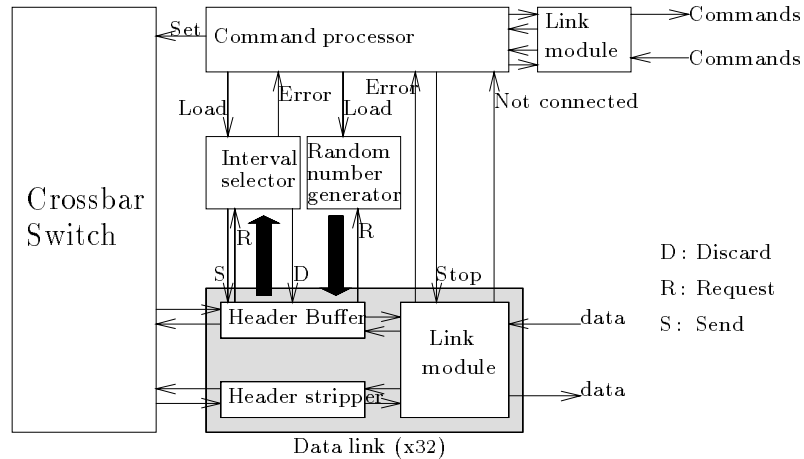 Set
Command processor
Link
module
Commands
Commands
Error
Error
Not connected
Load
Load
Interval
selector
Random
number
generator
Crossbar
Switch
R
R
S
D
Stop
D: Discard
R: Request
S: Send
Header Buffer
Link
module
data
Header stripper
data
Data link (x32)